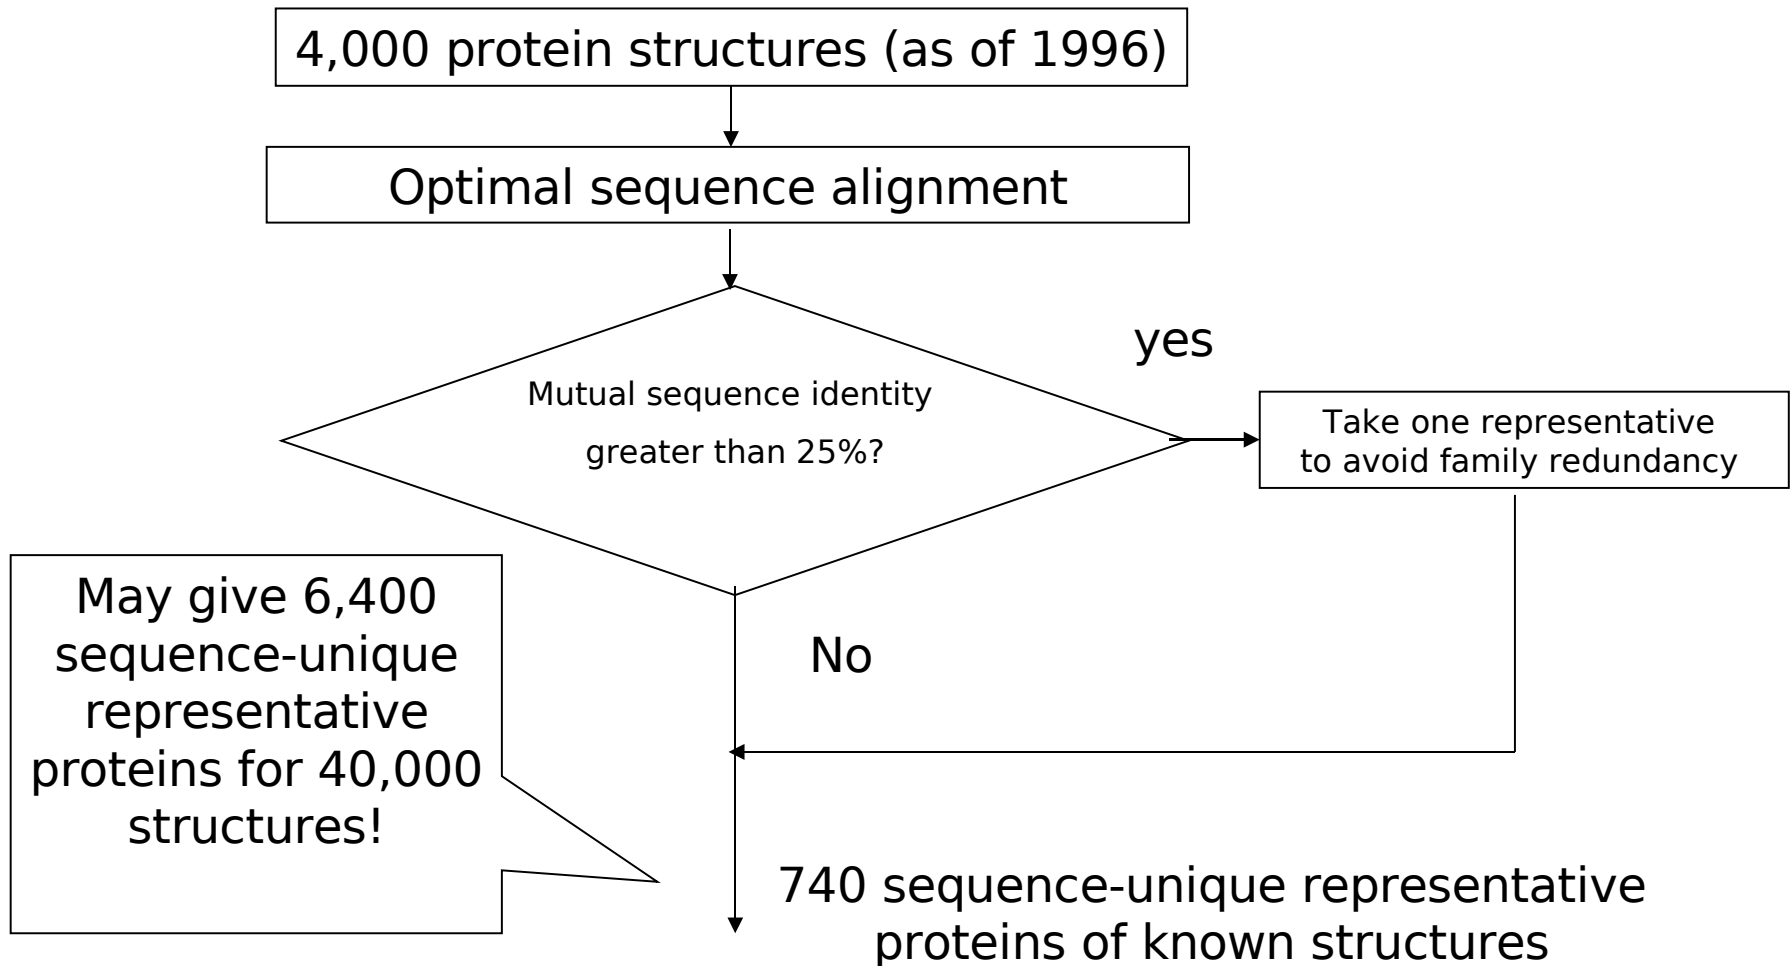 4,000 protein structures (as of 1996)
Optimal sequence alignment
yes
Mutual sequence identity
greater than 25%?
Take one representative
to avoid family redundancy
May give 6,400
sequence-unique
representative
proteins for 40,000
structures!
No
740 sequence-unique representative
proteins of known structures